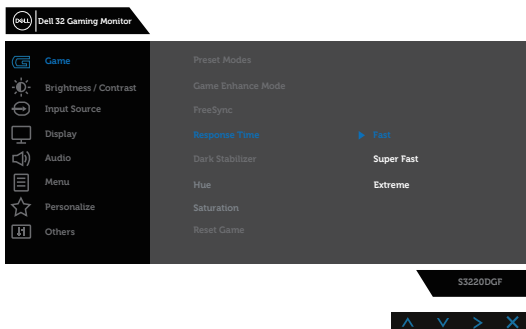 DELL Dell 32 Gaming Monitor
Game
Brightness / Contrast
Input Source
Display
Audio
Menu
Personalize
Others
Preset Modes
Game Enhance Mode
FreeSync
Response Time
Dark Stabilizer
Hue
Saturation
Reset Game
Fast
Super Fast
Extreme
S3220DGF